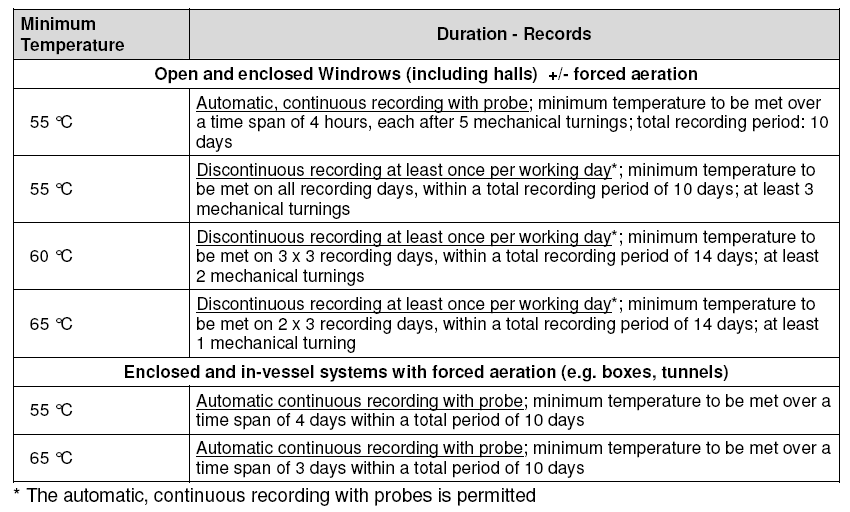 Minimum
Temperature
Duration - Records
Open and enclosed Windrows (including halls) +/- forced aeration
55 °C
Automatic, continuous recording with probe; minimum temperature to be met over
a time span of 4 hours, each after 5 mechanical turnings; total recording period: 10
days
55 °C
Discontinuous recording at least once per working day*; minimum temperature to
be met on all recording days, within a total recording period of 10 days; at least 3
mechanical turnings
60 °C
Discontinuous recording at least once per working day*; minimum temperature to
be met on 3 x 3 recording days, within a total recording period of 14 days; at least
2 mechanical turnings
65 °C
Discontinuous recording at least once per working day*; minimum temperature to
be met on 2 x 3 recording days, within a total recording period of 14 days; at least
1 mechanical turning
Enclosed and in-vessel systems with forced aeration (e.g. boxes, tunnels)
55 °C
Automatic continuous recording with probe; minimum temperature to be met over a
time span of 4 days within a total period of 10 days
65 °C
Automatic continuous recording with probe; minimum temperature to be met over a
time span of 3 days within a total period of 10 days
* The automatic, continuous recording with probes is permitted